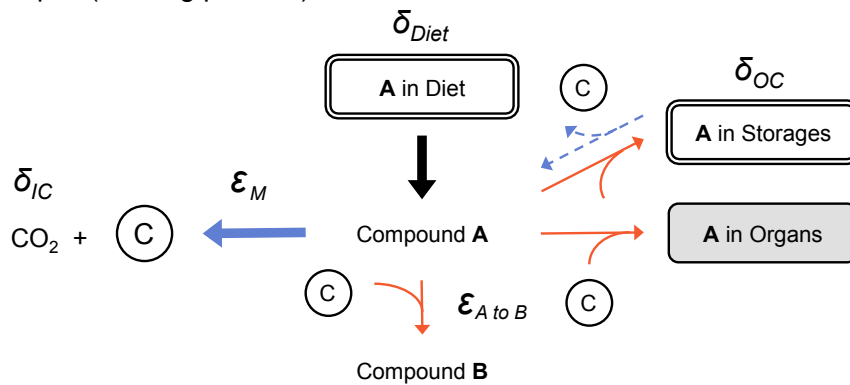 δDiet
A in Diet
C
δOC
A in Storages
δIC
εM
CO2 + C
Compound A
A in Organs
C
εA to B
C
Compound B